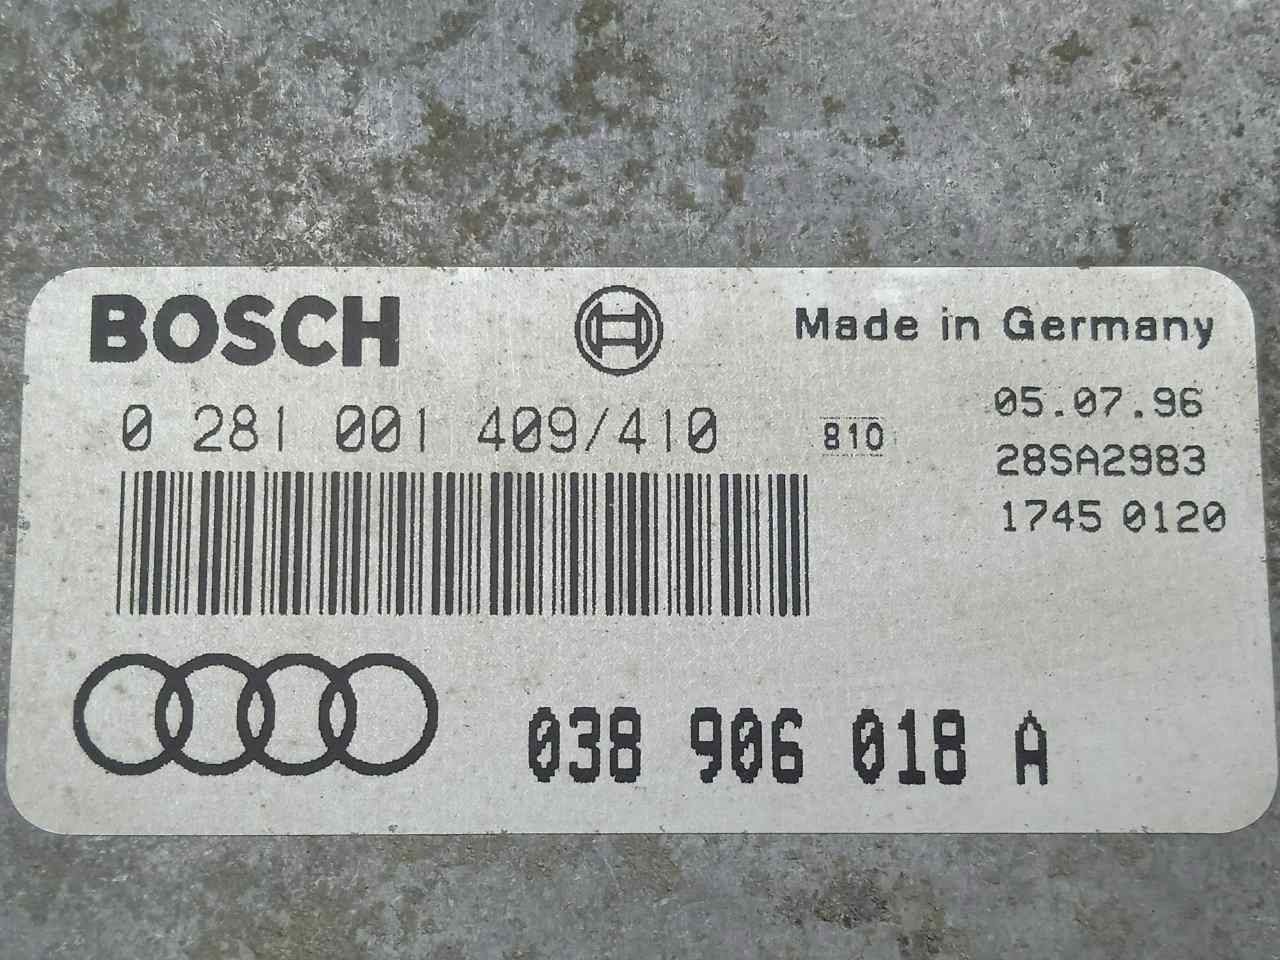 BOSCH
Made in Germany
0 281 001 409/410
810
05.07.96
28SA2983
1745 0120
038 906 018 A